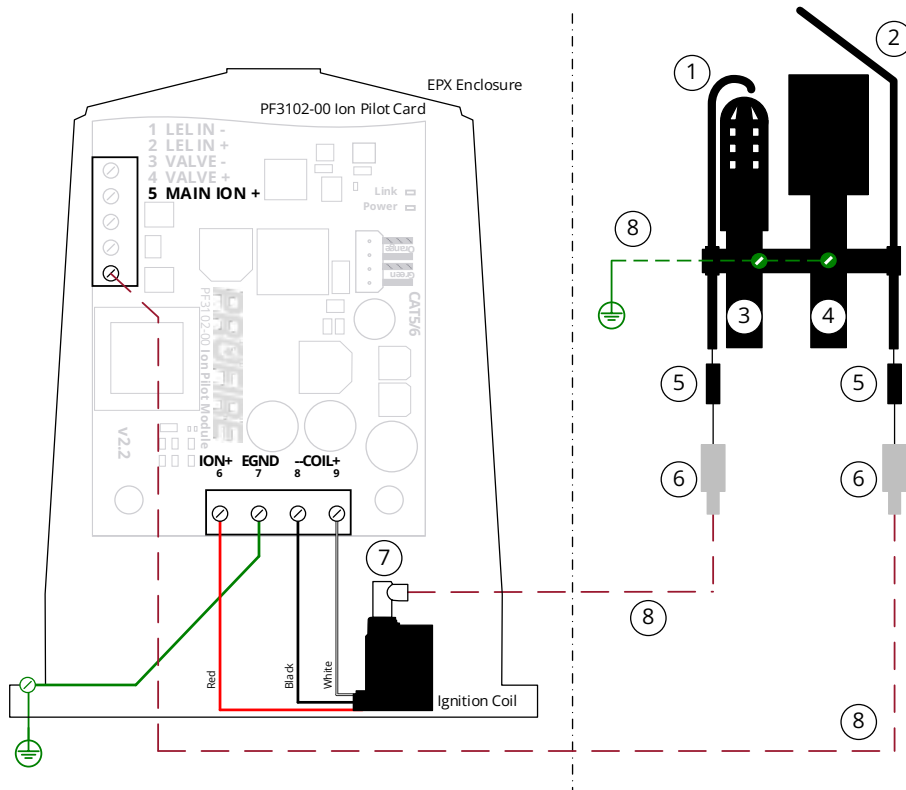 EPX Enclosure
PF3102-00 Ion Pilot Card
1 LEL IN -
2 LEL IN +
3 VALVE -
4 VALVE +
5 MAIN ION +
Link
Power
Orange
Green
CAT5/6
PROFIRE
PF3102-00 Ion Pilot Module
v2.2
ION+ EGND --COIL+
6 7 8 9
Red
Black
White
Ignition Coil
7
1
2
8
3
4
5
5
6
6
8
8